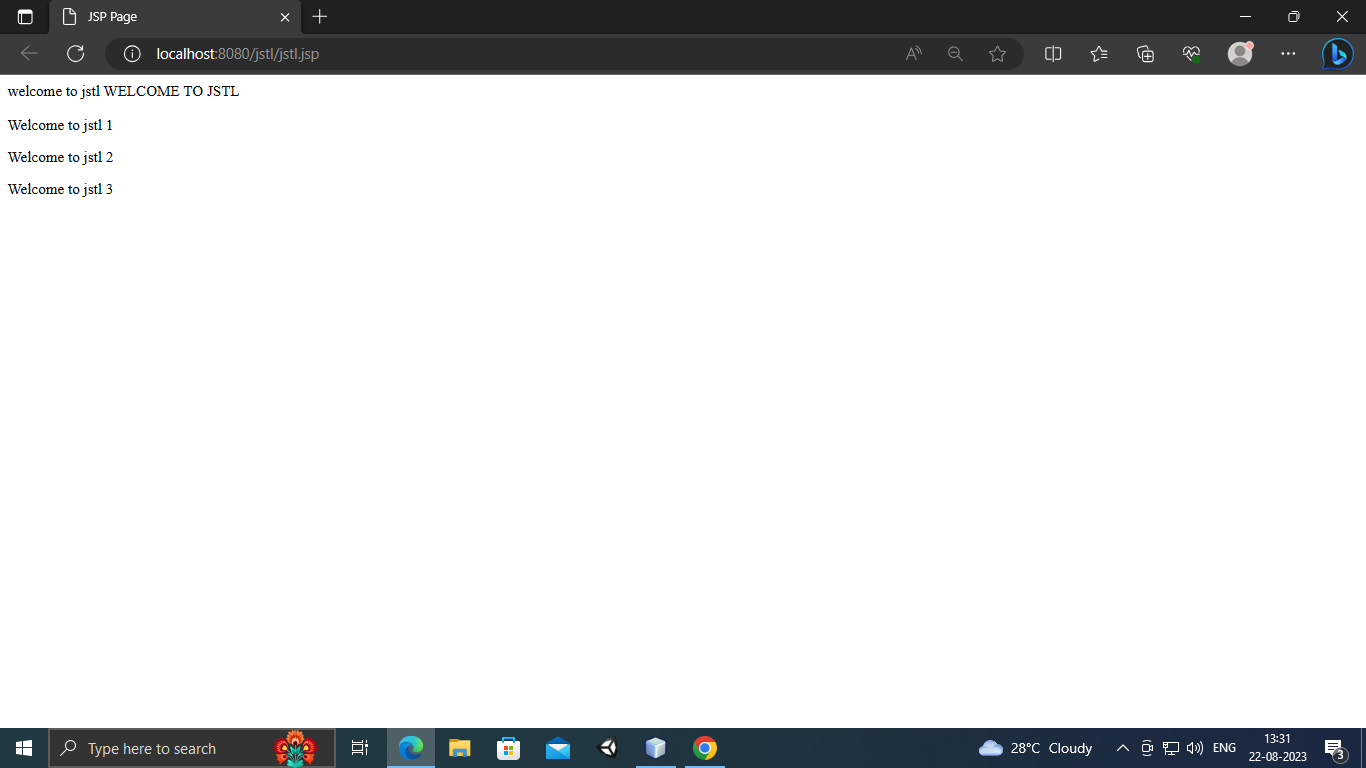 JSP Page
localhost:8080/jstl/jstl.jsp
welcome to jstl WELCOME TO JSTL
Welcome to jstl 1
Welcome to jstl 2
Welcome to jstl 3
Type here to search
28°C Cloudy
ENG
13:31
22-08-2023
3